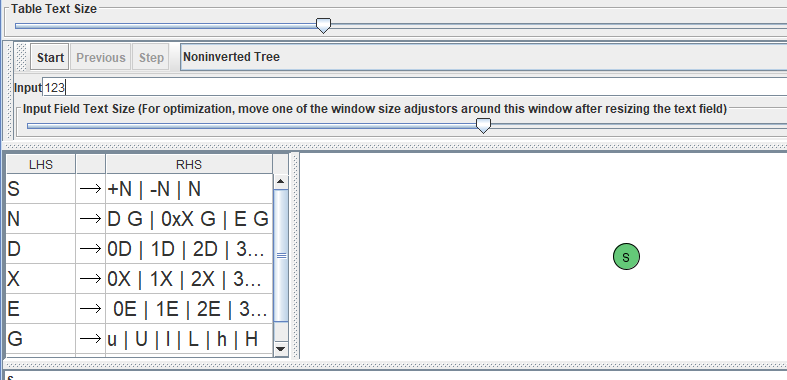 Table Text Size
Start Previous Step Noninverted Tree
Input 123
Input Field Text Size (For optimization, move one of the window size adjustors around this window after resizing the text field)
LHS RHS
S → +N | -N | N
N → D G | 0xX G | E G
D → 0D | 1D | 2D | 3...
X → 0X | 1X | 2X | 3...
E → 0E | 1E | 2E | 3...
G → u | U | l | L | h | H
S